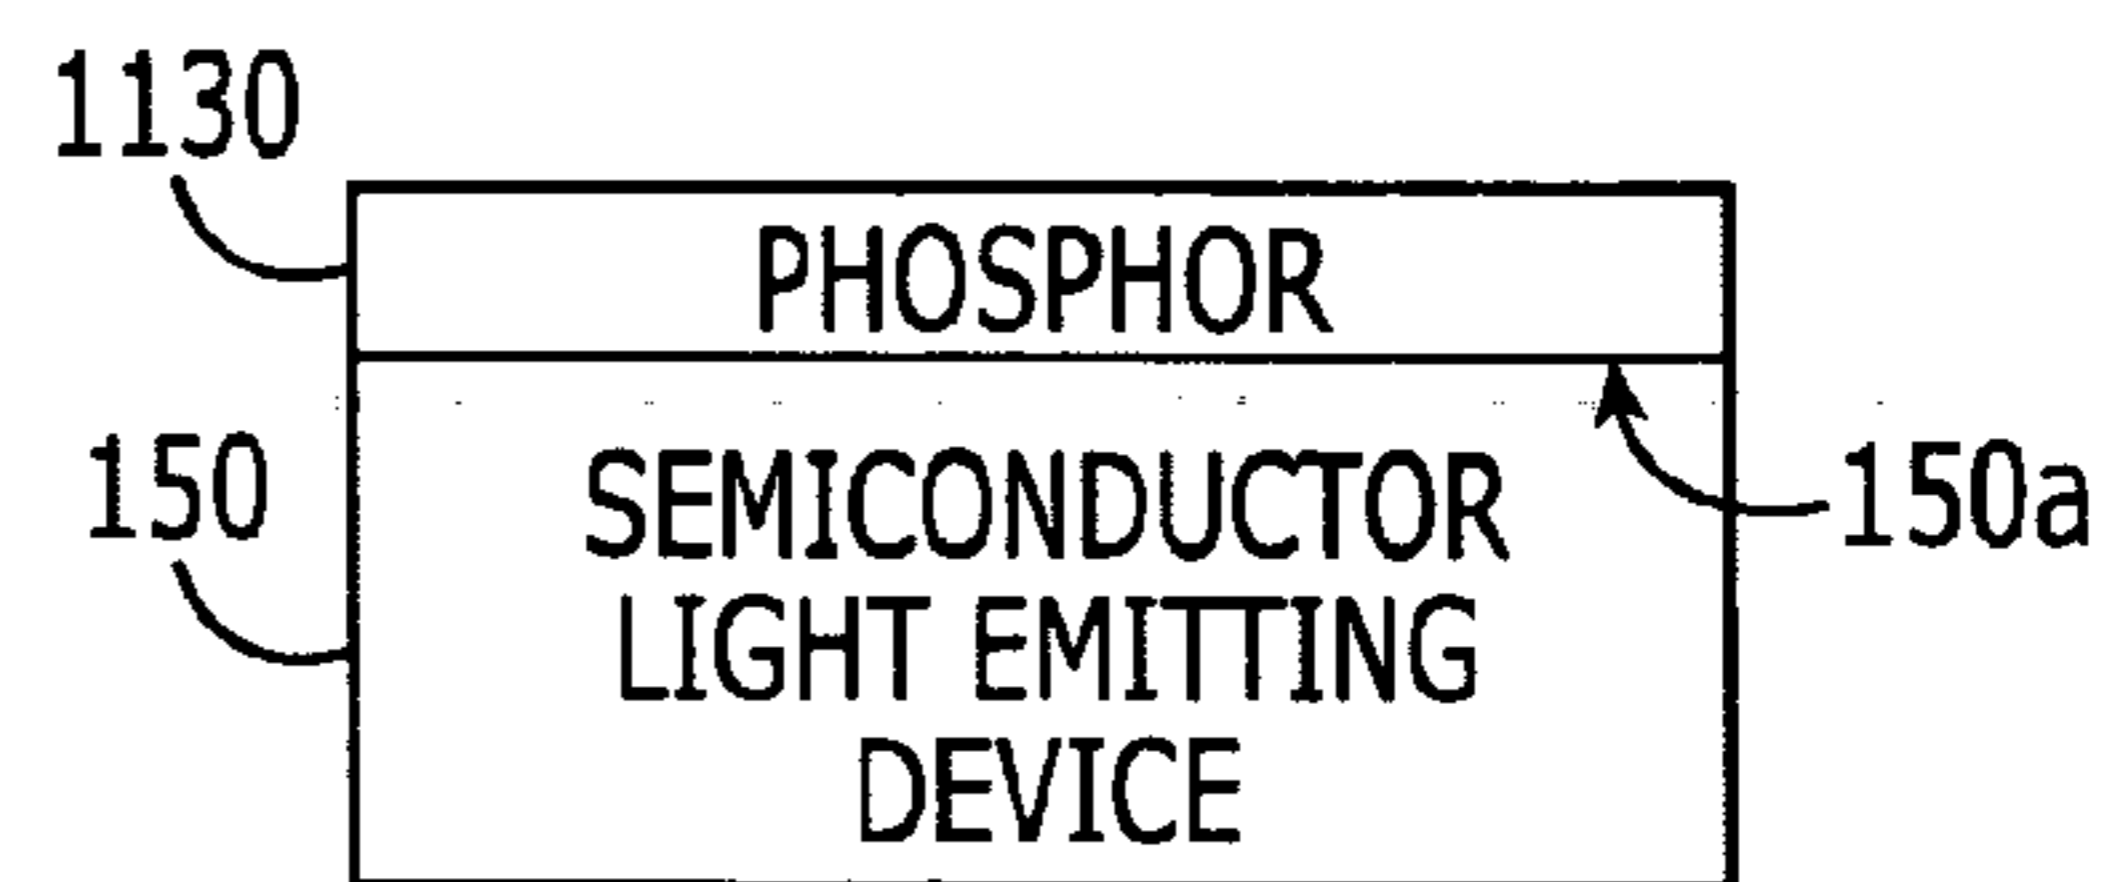 1130
PHOSPHOR
150
SEMICONDUCTOR
LIGHT EMITTING
DEVICE
150a